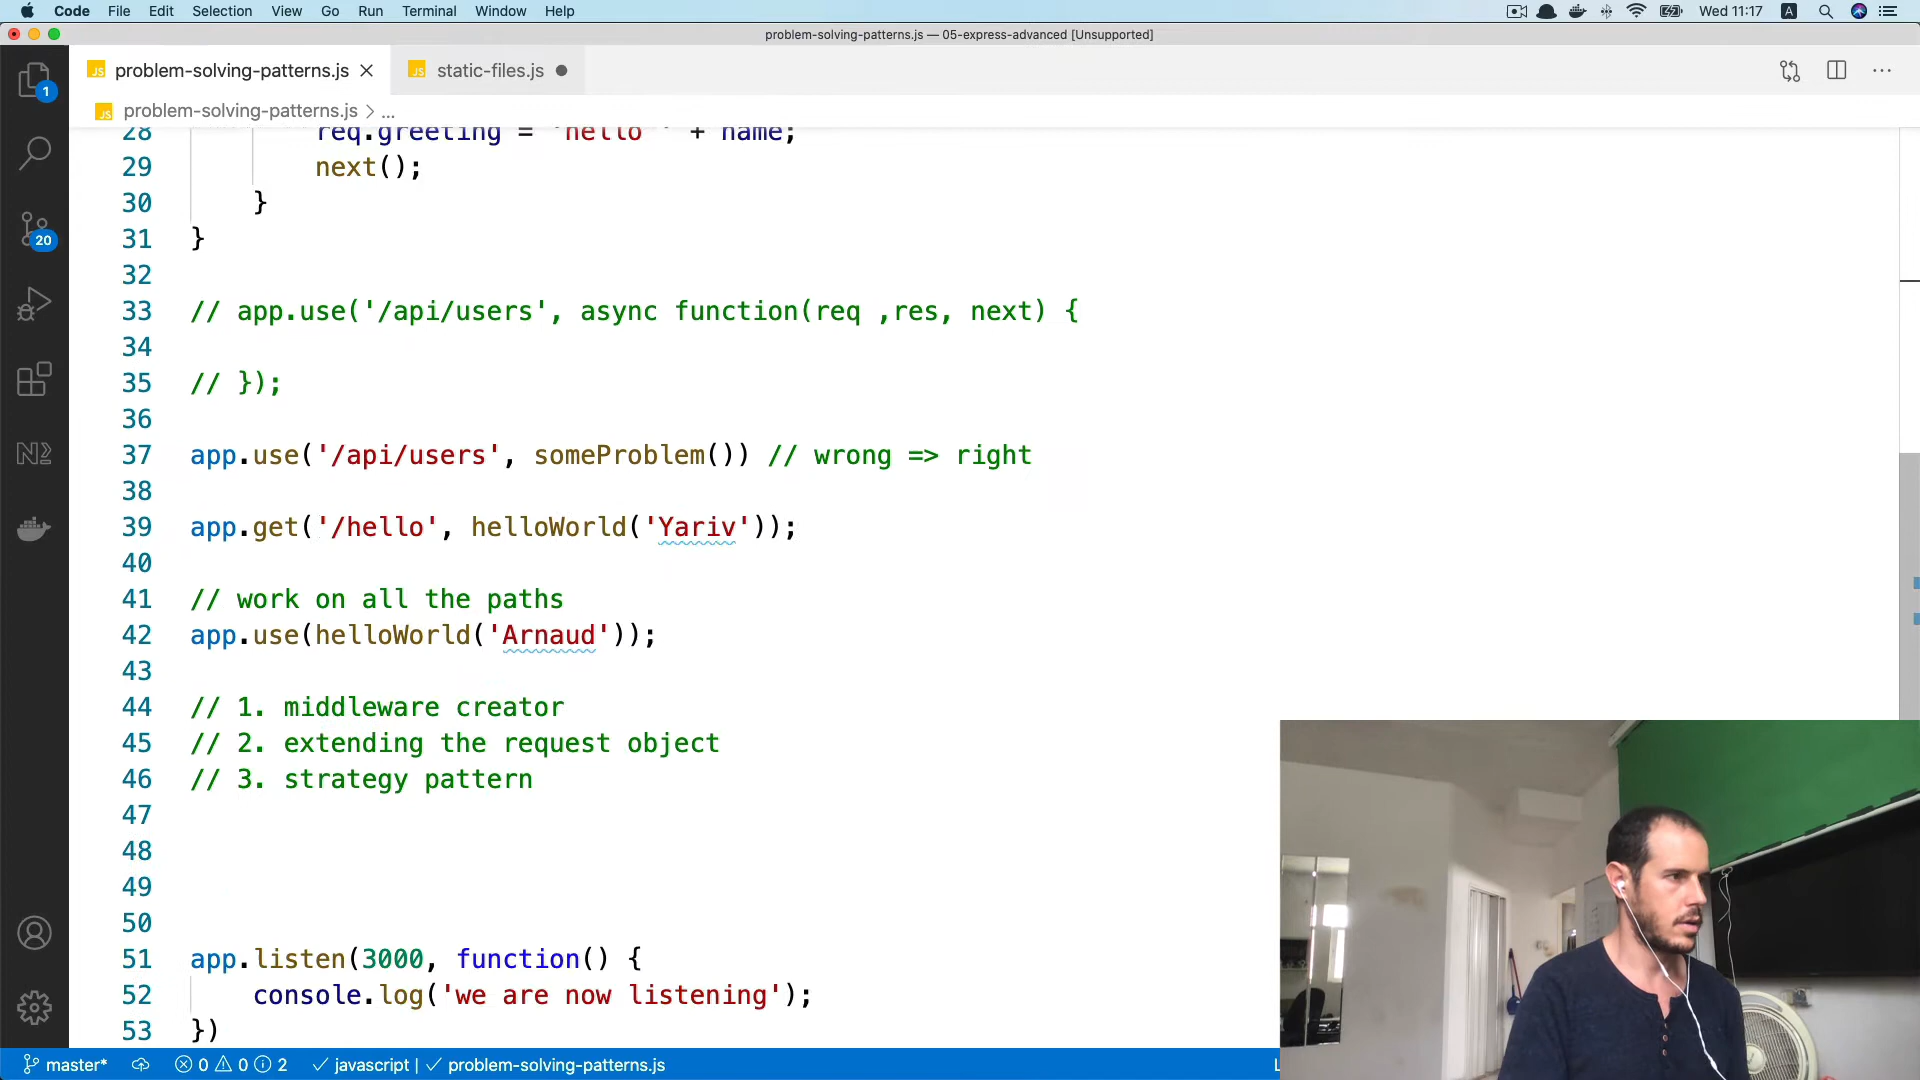 Code File Edit Selection View Go Run Terminal Window Help Wed 11:17 A
problem-solving-patterns.js — 05-express-advanced [Unsupported]
JS problem-solving-patterns.js JS static-files.js
JS problem-solving-patterns.js > ...
1
20
28 req.greeting = 'hello ' + name;
29 next();
30 }
31 }
32
33 // app.use('/api/users', async function(req ,res, next) {
34
35 // });
36
37 app.use('/api/users', someProblem()) // wrong => right
38
39 app.get('/hello', helloWorld('Yariv'));
40
41 // work on all the paths
42 app.use(helloWorld('Arnaud'));
43
44 // 1. middleware creator
45 // 2. extending the request object
46 // 3. strategy pattern
47
48
49
50
51 app.listen(3000, function() {
52 console.log('we are now listening');
53 })
master* 0 0 2 javascript | problem-solving-patterns.js